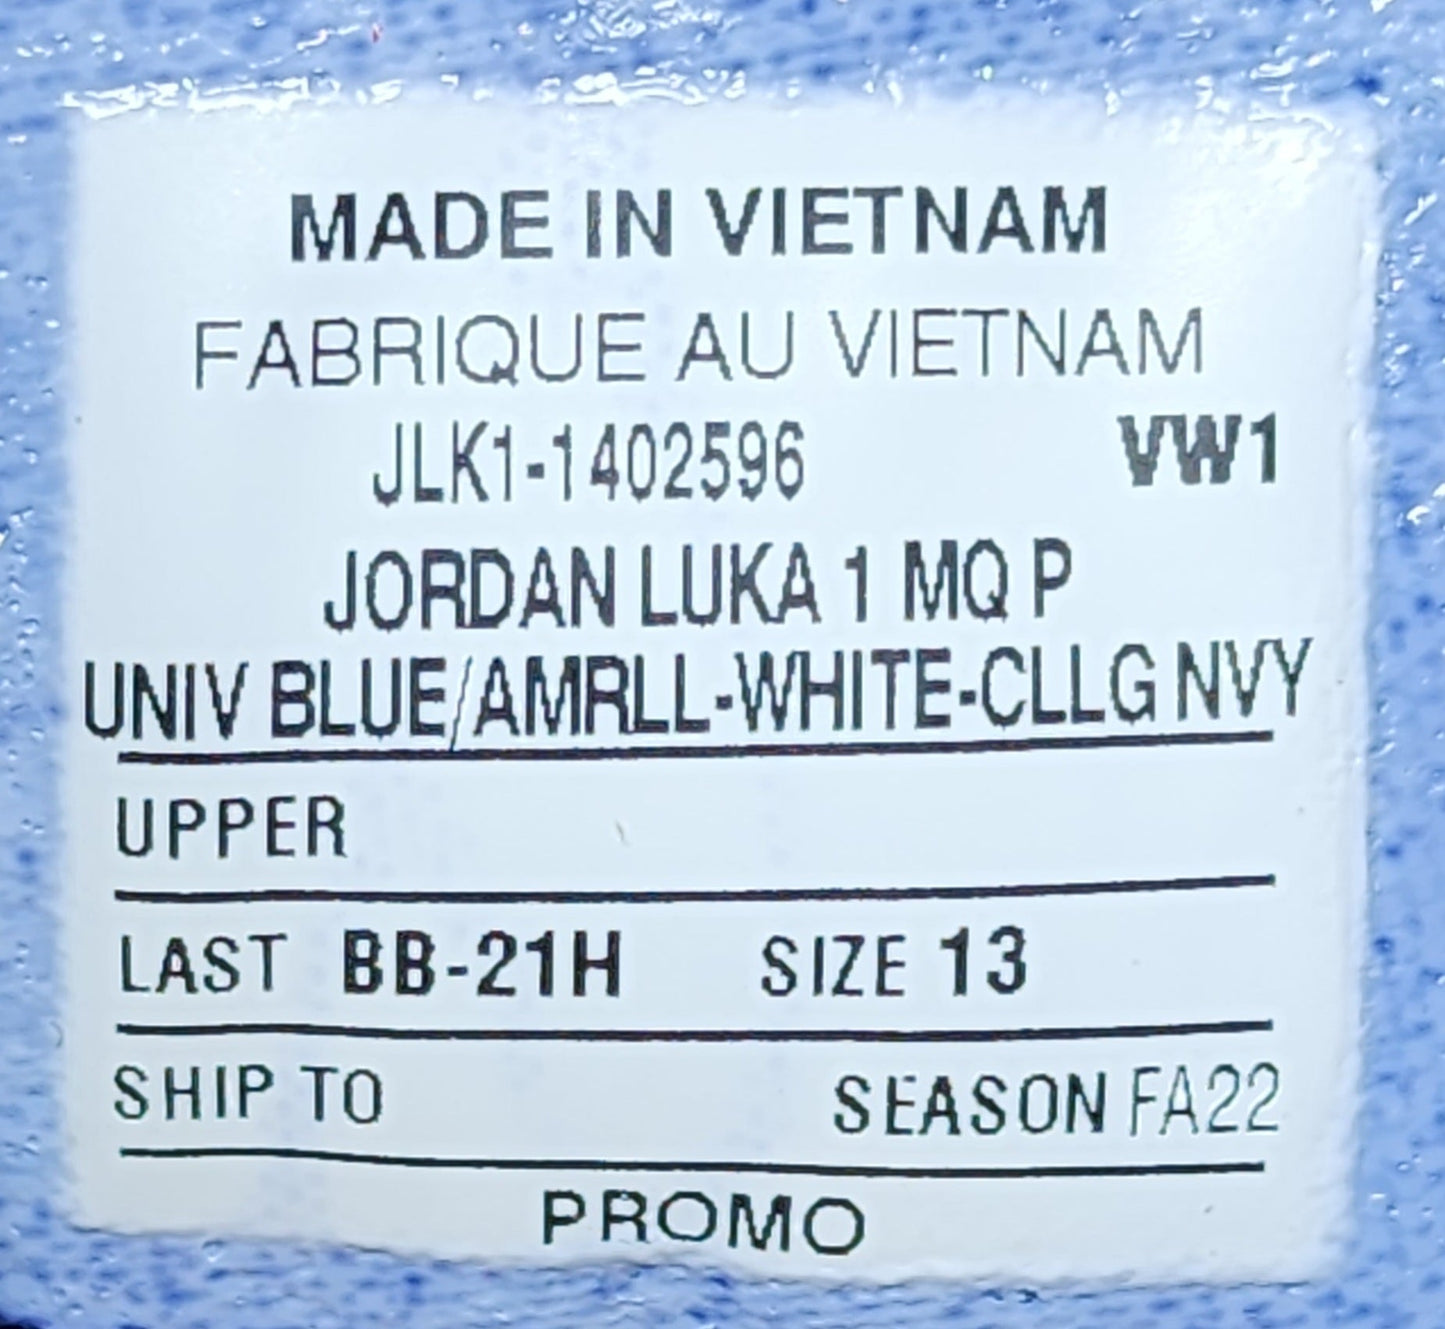 MADE IN VIETNAM
FABRIQUE AU VIETNAM
JLK1-1402596 VW1
JORDAN LUKA 1 MQ P
UNIV BLUE/AMRLL-WHITE-CLLG NVY
UPPER
LAST BB-21H SIZE 13
SHIP TO SEASON FA22
PROMO